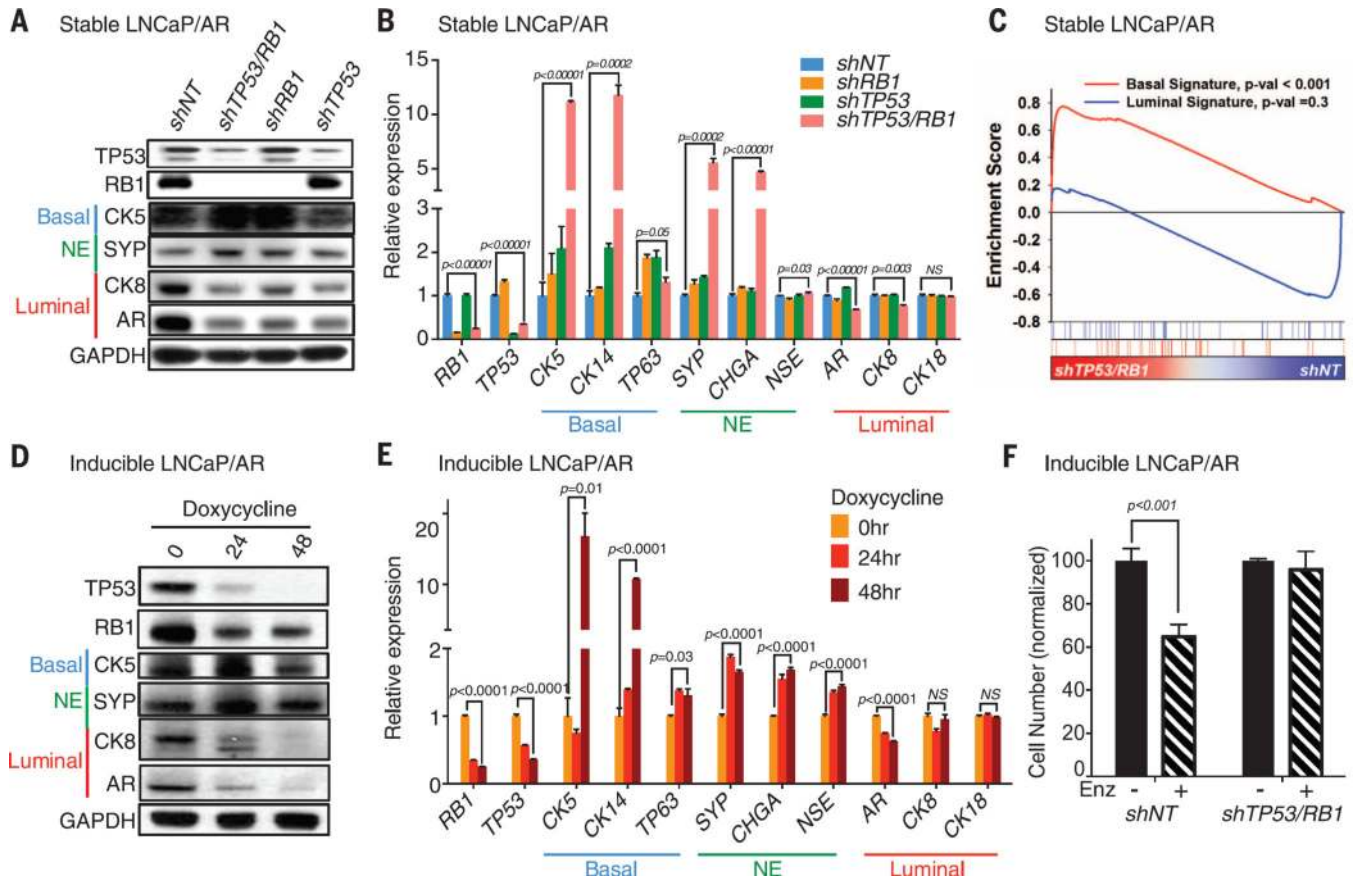 A Stable LNCaP/AR
shNT
shTP53/RB1
shRB1
shTP53
TP53
RB1
Basal CK5
NE SYP
Luminal
CK8
AR
GAPDH
B Stable LNCaP/AR
Relative expression
15
10
5
2
1
0
p<0.00001
p<0.00001
p<0.00001
p=0.0002
p=0.05
p=0.0002
p<0.00001
p=0.03
p<0.00001
p=0.003
NS
shNT
shRB1
shTP53
shTP53/RB1
RB1
TP53
CK5
CK14
TP63
SYP
CHGA
NSE
AR
CK8
CK18
Basal
NE
Luminal
C Stable LNCaP/AR
Basal Signature, p-val < 0.001
Luminal Signature, p-val =0.3
Enrichment Score
0.8
0.6
0.4
0.2
0.0
-0.2
-0.4
-0.6
-0.8
shTP53/RB1 shNT
D Inducible LNCaP/AR
Doxycycline
0 24 48
TP53
RB1
Basal CK5
NE SYP
Luminal
CK8
AR
GAPDH
E Inducible LNCaP/AR
Relative expression
20
10
2
1
0
p<0.0001
p<0.0001
p=0.01
p<0.0001
p=0.03
p<0.0001
p<0.0001
p<0.0001
p<0.0001
NS
NS
Doxycycline
0hr
24hr
48hr
RB1
TP53
CK5
CK14
TP63
SYP
CHGA
NSE
AR
CK8
CK18
Basal
NE
Luminal
F Inducible LNCaP/AR
Cell Number (normalized)
100
80
60
40
20
0
p<0.001
Enz - + - +
shNT shTP53/RB1